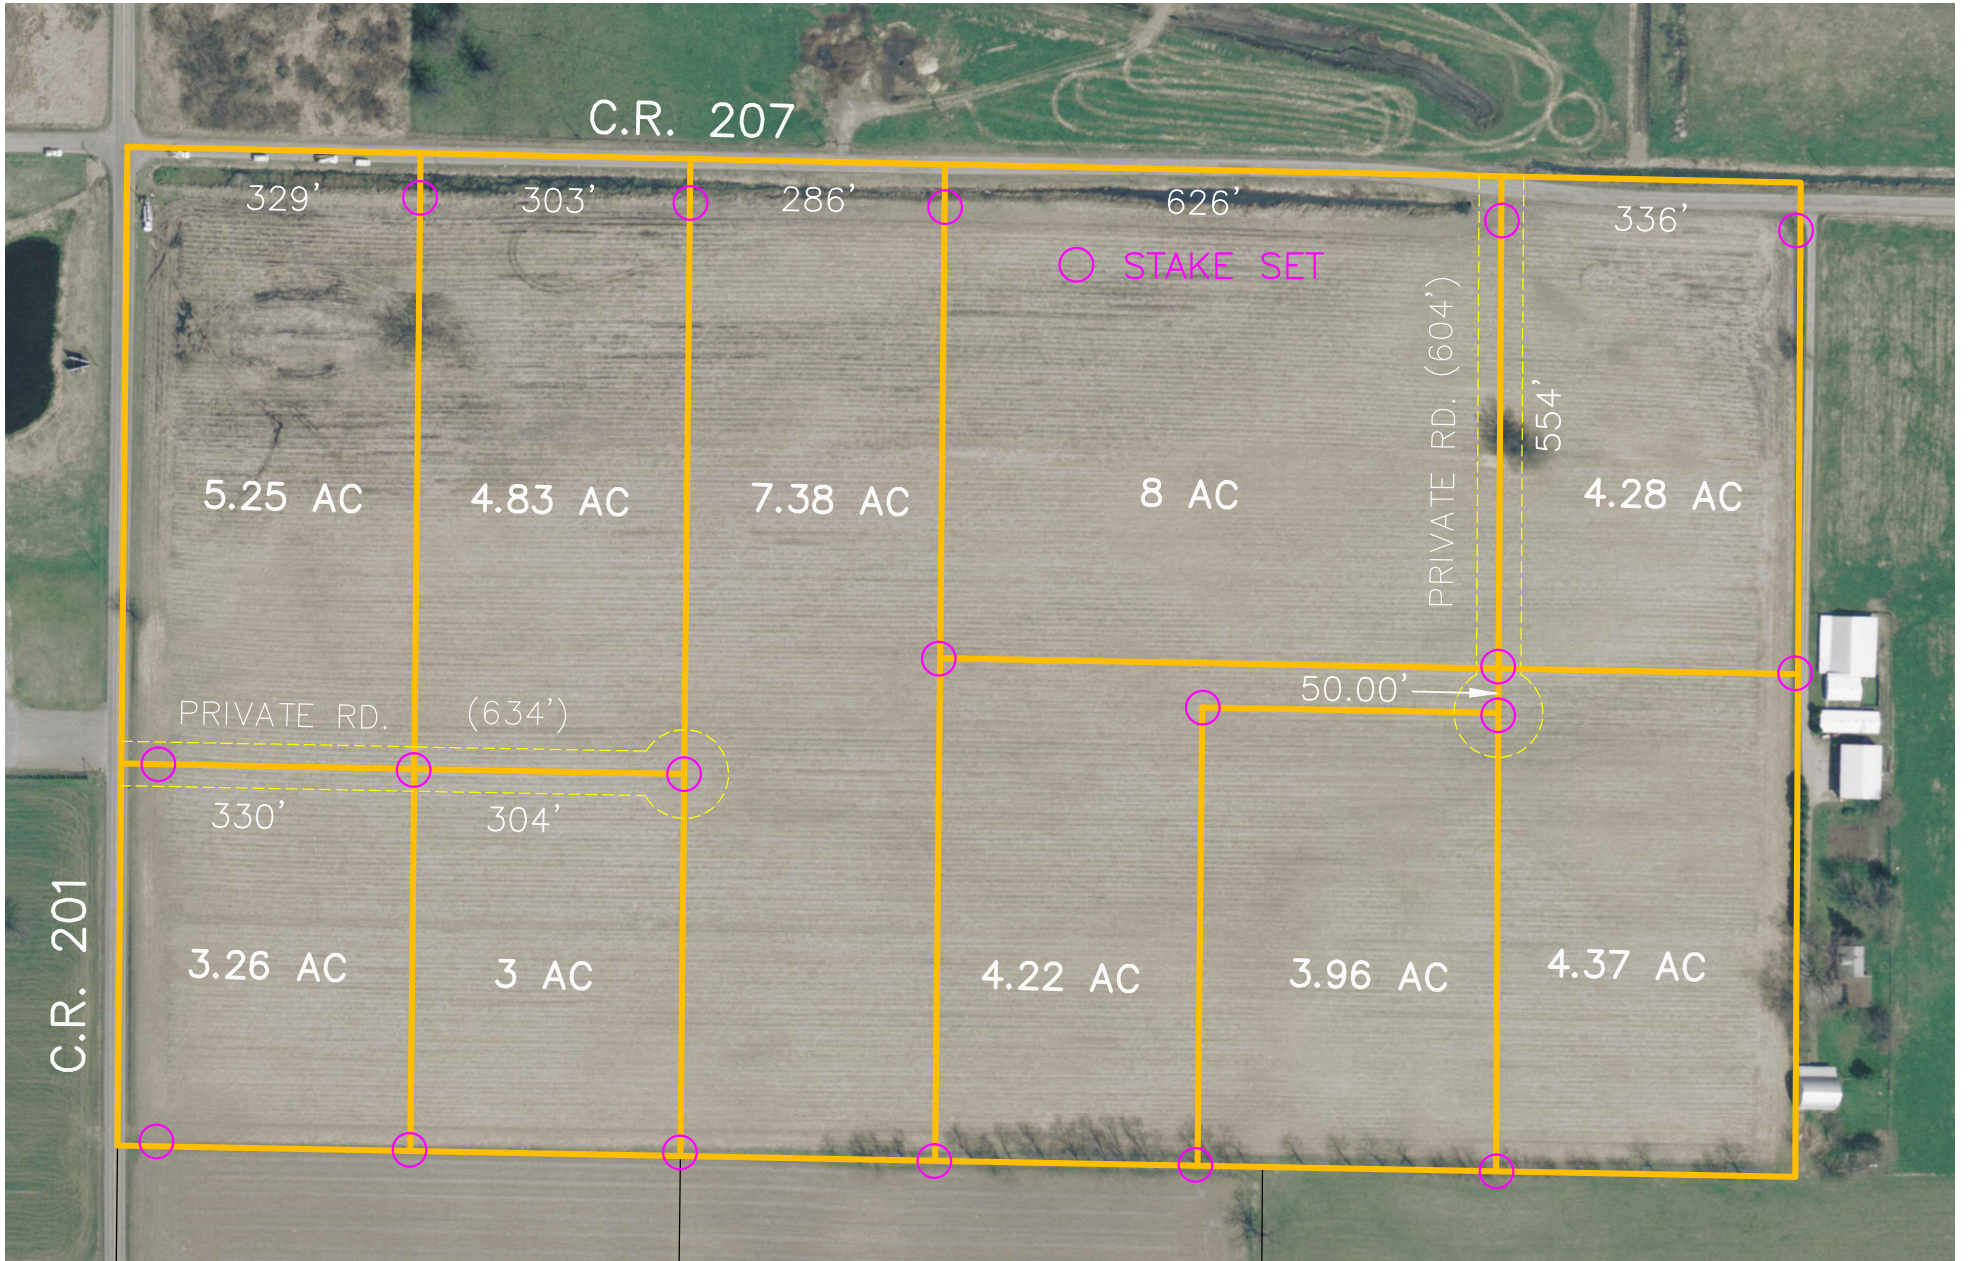 C.R. 207
329'
303'
286'
626'
336'
STAKE SET
PRIVATE RD. (604')
554'
5.25 AC
4.83 AC
7.38 AC
8 AC
4.28 AC
50.00'
PRIVATE RD. (634')
330'
304'
C.R. 201
3.26 AC
3 AC
4.22 AC
3.96 AC
4.37 AC